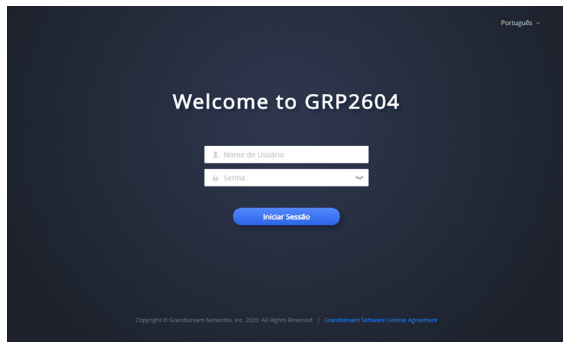 Português
Welcome to GRP2604
Nome de Usuário
Senha
Iniciar Sessão
Copyright © Grandstream Networks, Inc. 2020. All Rights Reserved. | Grandstream Software License Agreement